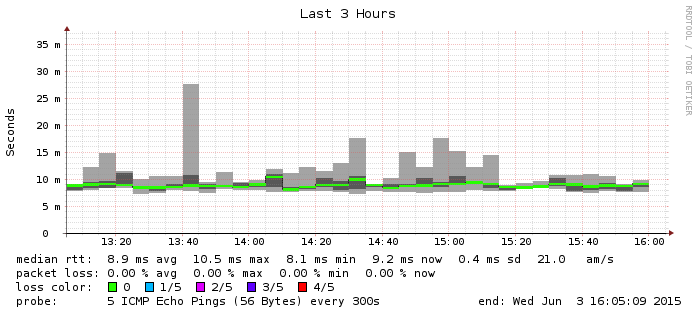 Last 3 Hours
RRDTOOL / TOBI OETIKER
Seconds
35 m
30 m
25 m
20 m
15 m
10 m
5 m
0
13:20 13:40 14:00 14:20 14:40 15:00 15:20 15:40 16:00
median rtt: 8.9 ms avg 10.5 ms max 8.1 ms min 9.2 ms now 0.4 ms sd 21.0 am/s
packet loss: 0.00 % avg 0.00 % max 0.00 % min 0.00 % now
loss color: 0 1/5 2/5 3/5 4/5
probe: 5 ICMP Echo Pings (56 Bytes) every 300s end: Wed Jun 3 16:05:09 2015